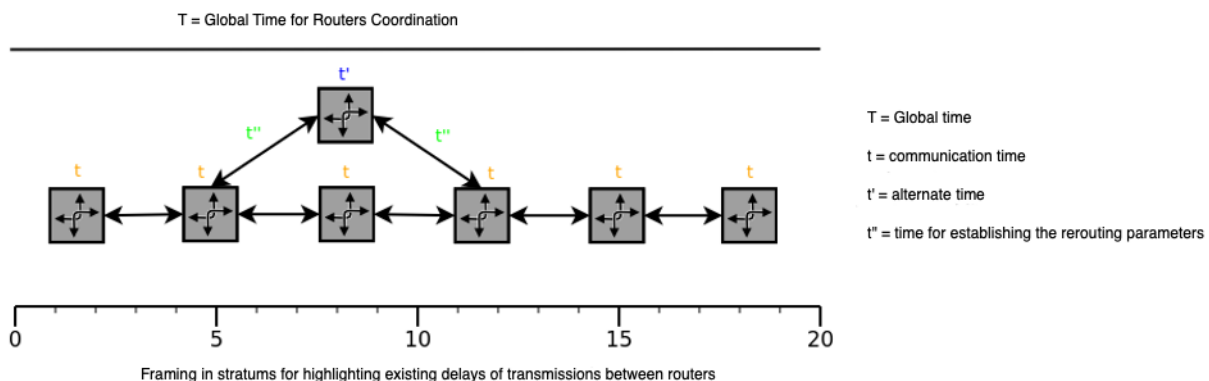 T = Global Time for Routers Coordination
t'
T = Global time
t" t"
t = communication time
t t t t t t
t' = alternate time
t" = time for establishing the rerouting parameters
0 5 10 15 20
Framing in stratums for highlighting existing delays of transmissions between routers